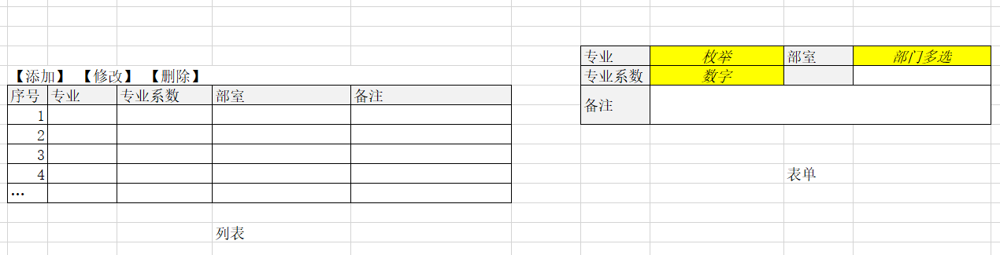 【添加】 【修改】 【删除】
序号 专业 专业系数 部室 备注
1
2
3
4
…
列表
专业 枚举 部室 部门多选
专业系数 数字
备注
表单